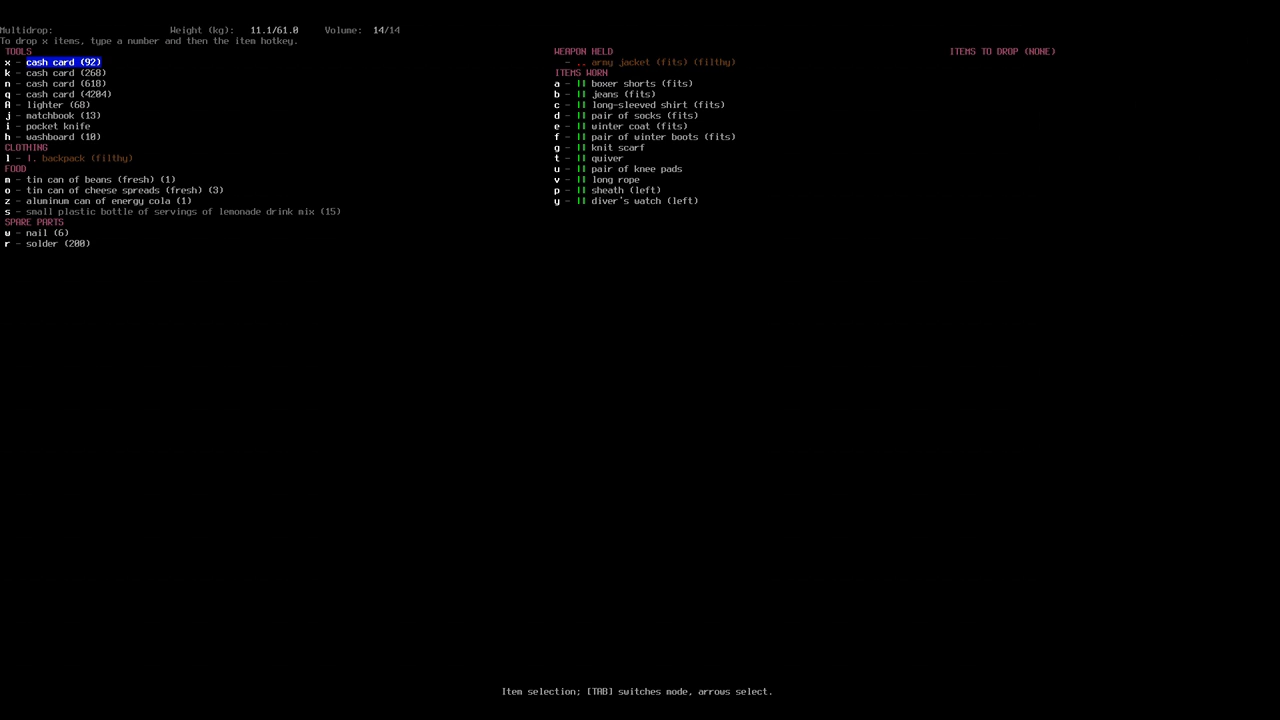 Multidrop: Weight (kg): 11.1/61.0 Volume: 14/14
To drop x items, type a number and then the item hotkey.
TOOLS
x - cash card (92)
k - cash card (268)
n - cash card (618)
q - cash card (4204)
A - lighter (68)
j - matchbook (13)
i - pocket knife
h - washboard (10)
CLOTHING
l - |. backpack (filthy)
FOOD
m - tin can of beans (fresh) (1)
o - tin can of cheese spreads (fresh) (3)
z - aluminum can of energy cola (1)
s - small plastic bottle of servings of lemonade drink mix (15)
SPARE PARTS
w - nail (6)
r - solder (200)
WEAPON HELD
- .. army jacket (fits) (filthy)
ITEMS WORN
a - || boxer shorts (fits)
b - || jeans (fits)
c - || long-sleeved shirt (fits)
d - || pair of socks (fits)
e - || winter coat (fits)
f - || pair of winter boots (fits)
g - || knit scarf
t - || quiver
u - || pair of knee pads
v - || long rope
p - || sheath (left)
y - || diver's watch (left)
ITEMS TO DROP (NONE)
Item selection; [TAB] switches mode, arrows select.